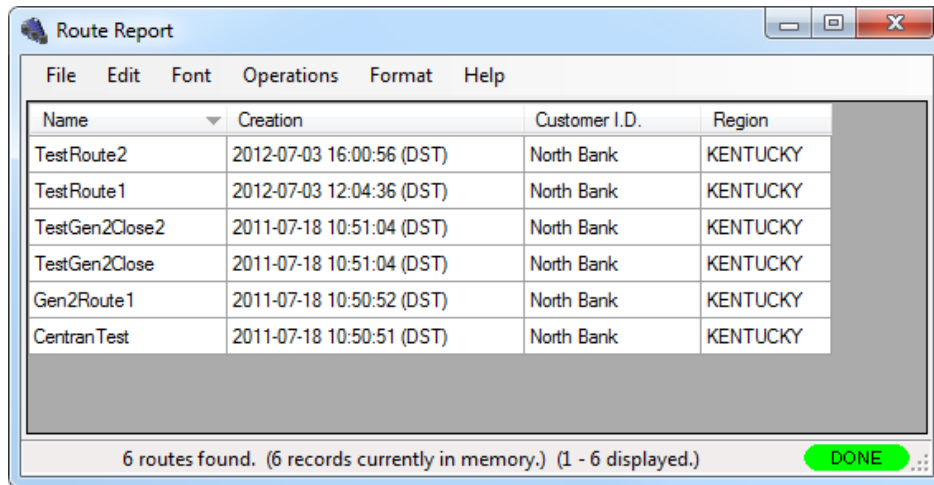 Route Report
File Edit Font Operations Format Help
Name Creation Customer I.D. Region
TestRoute2 2012-07-03 16:00:56 (DST) North Bank KENTUCKY
TestRoute1 2012-07-03 12:04:36 (DST) North Bank KENTUCKY
TestGen2Close2 2011-07-18 10:51:04 (DST) North Bank KENTUCKY
TestGen2Close 2011-07-18 10:51:04 (DST) North Bank KENTUCKY
Gen2Route1 2011-07-18 10:50:52 (DST) North Bank KENTUCKY
CentranTest 2011-07-18 10:50:51 (DST) North Bank KENTUCKY
6 routes found. (6 records currently in memory.) (1 - 6 displayed.) DONE